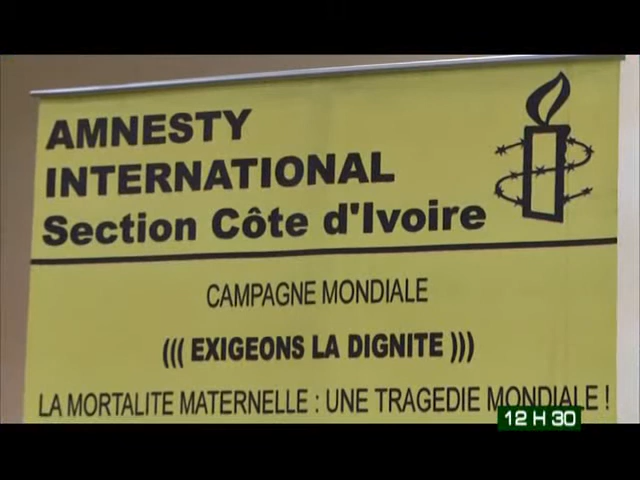 AMNESTY
INTERNATIONAL
Section Côte d'Ivoire
CAMPAGNE MONDIALE
((( EXIGEONS LA DIGNITE )))
LA MORTALITE MATERNELLE : UNE TRAGEDIE MONDIALE !
12 H 30